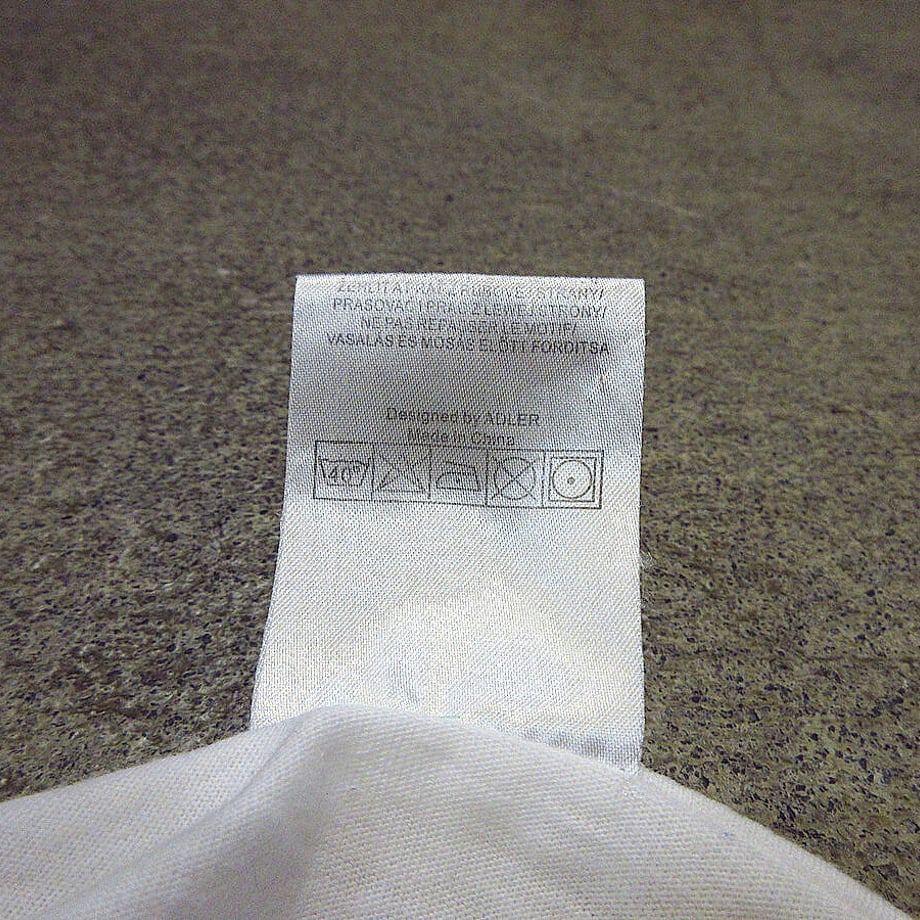 PRASOWAĆ I PRAĆ Z LEWEJ STRONY/
NE PAS REPASSER LE MOTIF/
VASALÁS ÉS MOSÁS ELŐTT FORDÍTSA
Designed by ADLER
Made in China
40°